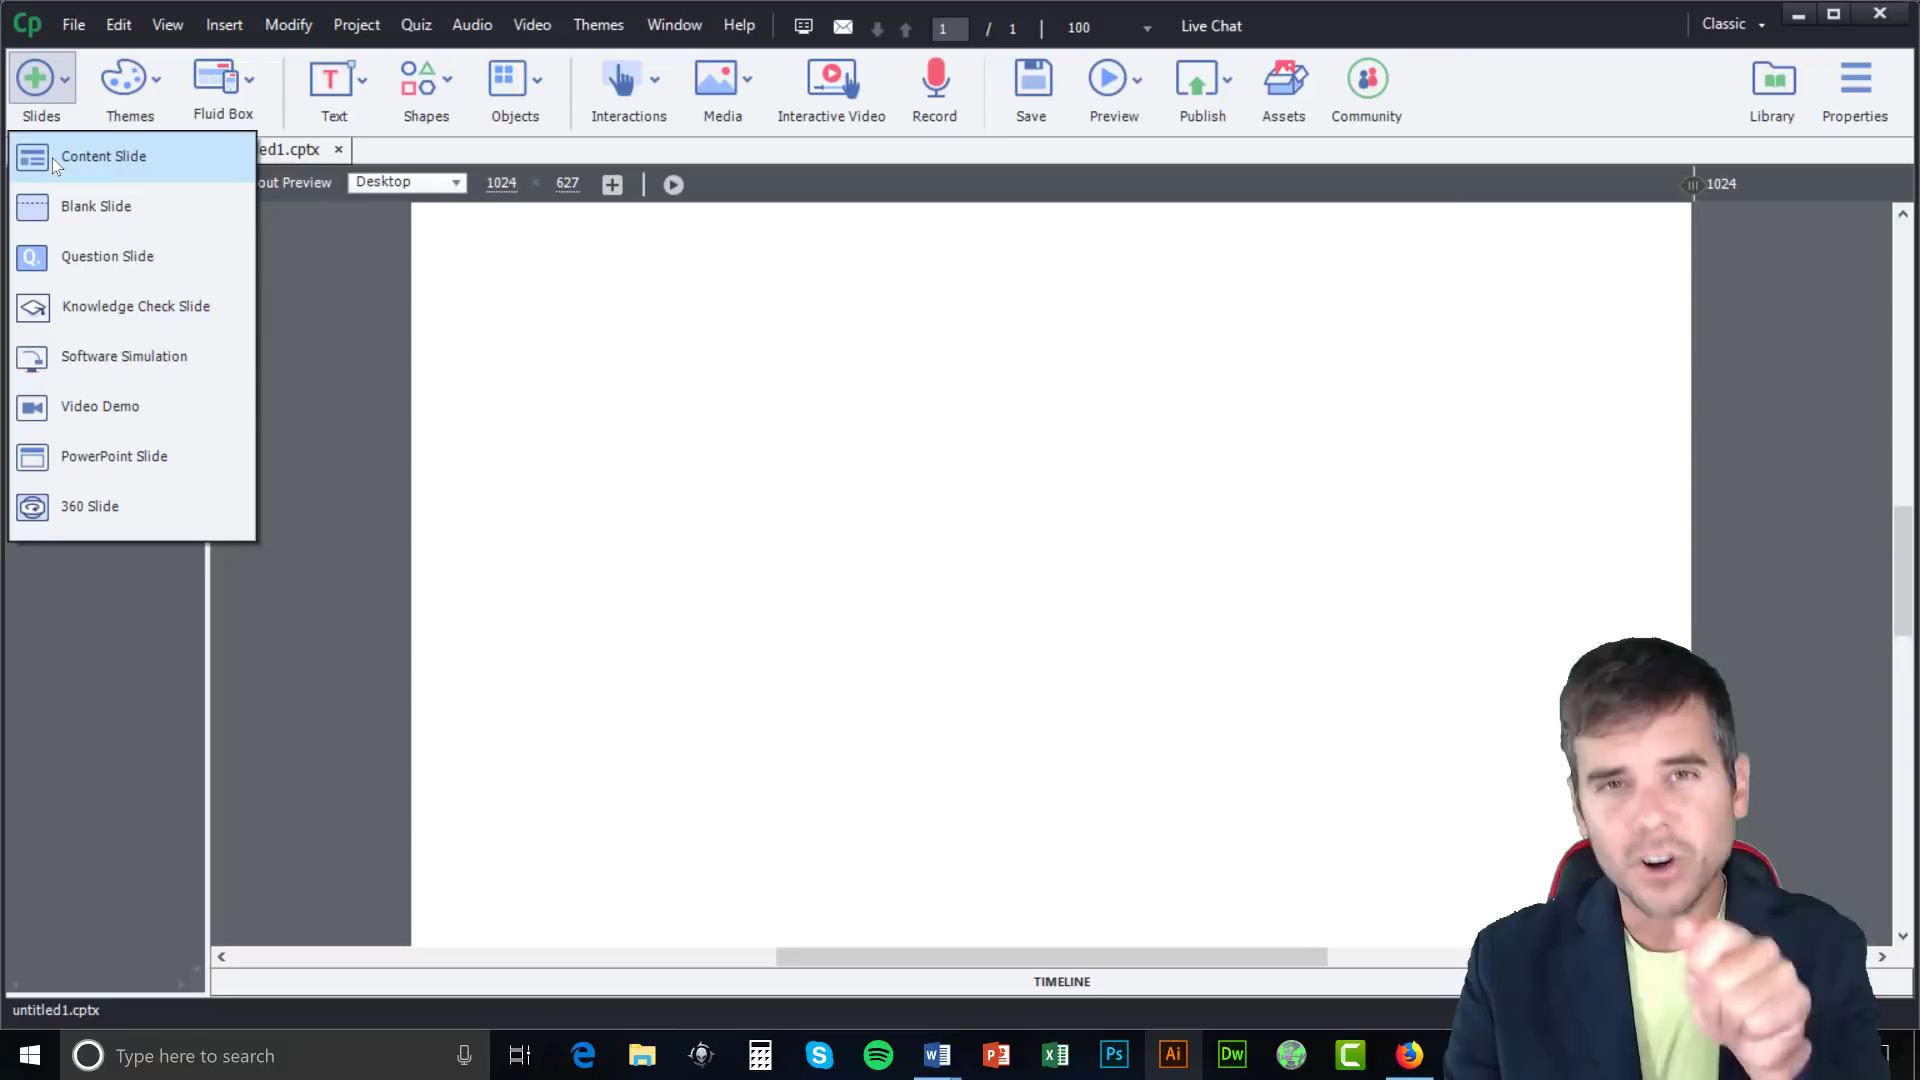 Cp File Edit View Insert Modify Project Quiz Audio Video Themes Window Help 1 / 1 100 Live Chat Classic
Slides Themes Fluid Box Text Shapes Objects Interactions Media Interactive Video Record Save Preview Publish Assets Community Library Properties
ed1.cptx ×
out Preview Desktop 1024 × 627 1024
Content Slide
Blank Slide
Question Slide
Knowledge Check Slide
Software Simulation
Video Demo
PowerPoint Slide
360 Slide
TIMELINE
untitled1.cptx
Type here to search
Ps Ai Dw